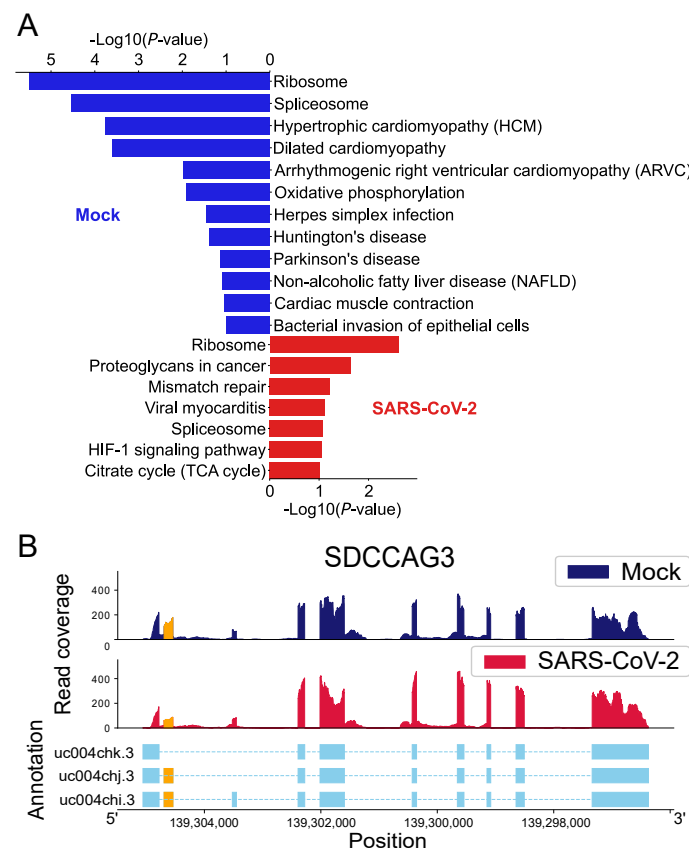 A
-Log10(P-value)
5 4 3 2 1 0
Ribosome
Spliceosome
Hypertrophic cardiomyopathy (HCM)
Dilated cardiomyopathy
Arrhythmogenic right ventricular cardiomyopathy (ARVC)
Oxidative phosphorylation
Mock
Herpes simplex infection
Huntington's disease
Parkinson's disease
Non-alcoholic fatty liver disease (NAFLD)
Cardiac muscle contraction
Bacterial invasion of epithelial cells
Ribosome
Proteoglycans in cancer
Mismatch repair
Viral myocarditis
SARS-CoV-2
Spliceosome
HIF-1 signaling pathway
Citrate cycle (TCA cycle)
0 1 2
-Log10(P-value)
B
SDCCAG3
Mock
Read coverage
400
200
0
SARS-CoV-2
400
200
0
Annotation
uc004chk.3
uc004chj.3
uc004chi.3
5' 139,304,000 139,302,000 139,300,000 139,298,000 3'
Position